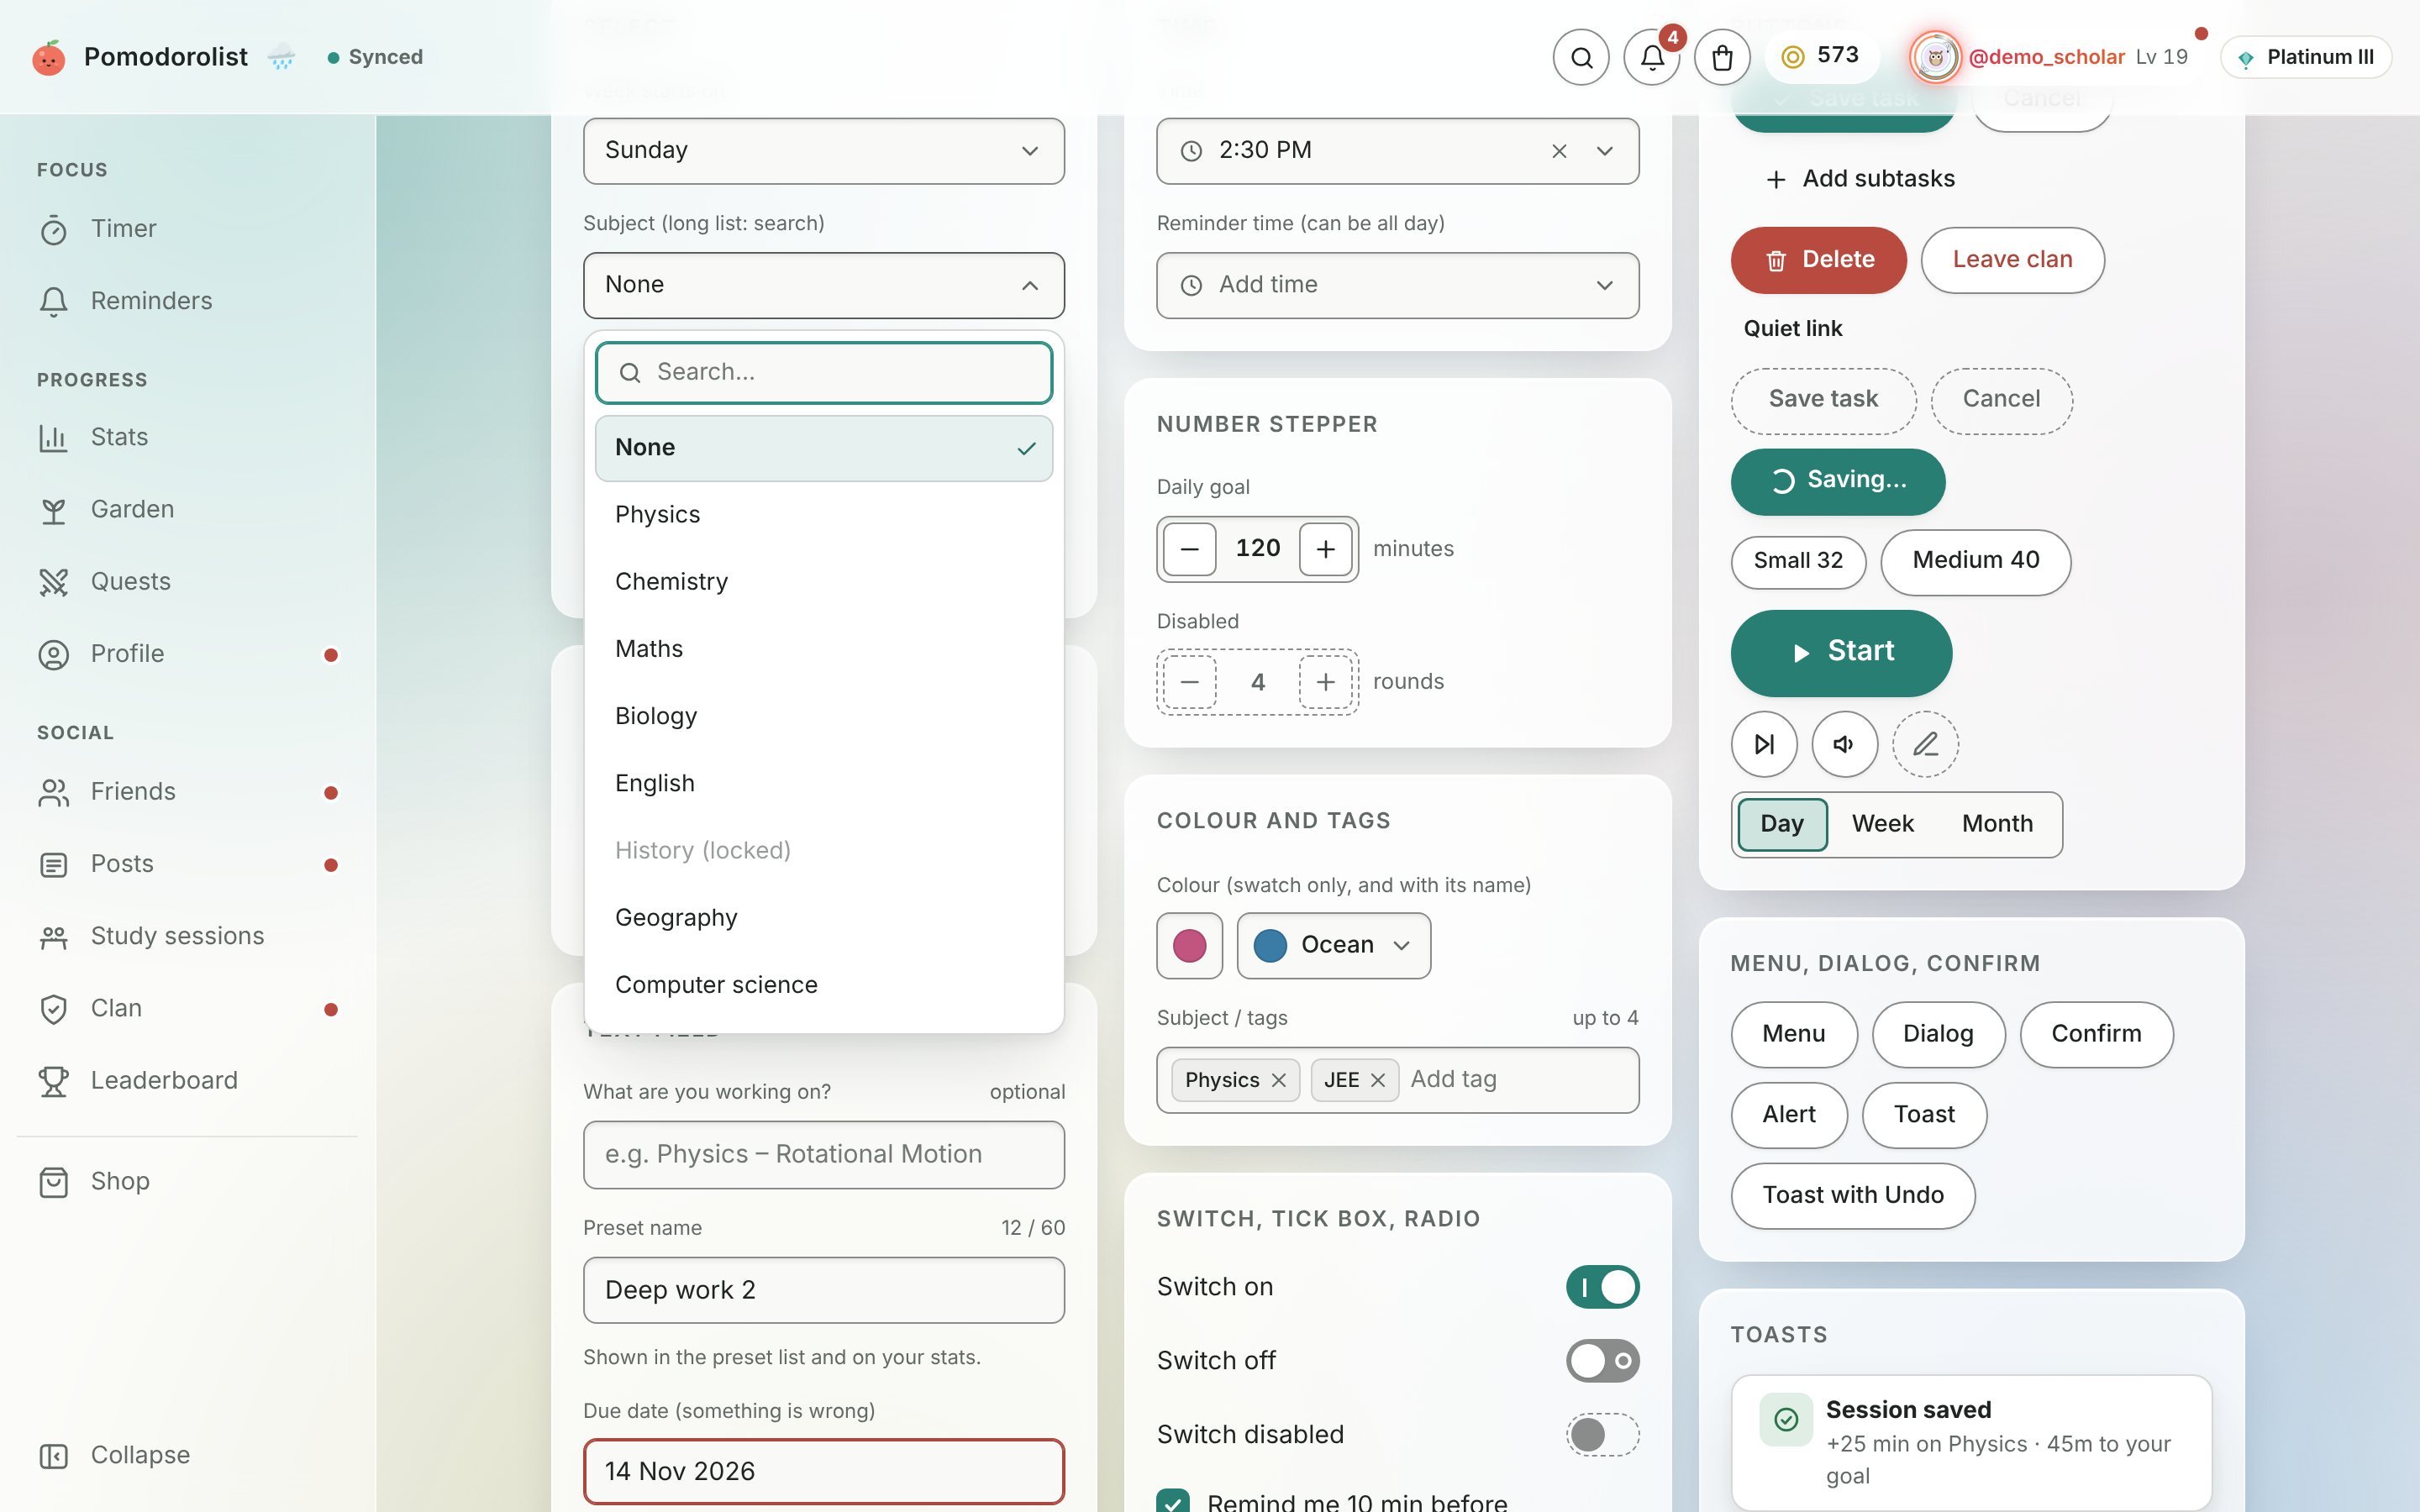 Pomodorolist
Synced
4
573
@demo_scholar Lv 19
Platinum III
FOCUS
Timer
Reminders
PROGRESS
Stats
Garden
Quests
Profile
SOCIAL
Friends
Posts
Study sessions
Clan
Leaderboard
Shop
Collapse
Sunday
Subject (long list: search)
None
Search...
None
Physics
Chemistry
Maths
Biology
English
History (locked)
Geography
Computer science
What are you working on? optional
e.g. Physics – Rotational Motion
Preset name 12 / 60
Deep work 2
Shown in the preset list and on your stats.
Due date (something is wrong)
14 Nov 2026
2:30 PM
Reminder time (can be all day)
Add time
NUMBER STEPPER
Daily goal
120 minutes
Disabled
4 rounds
COLOUR AND TAGS
Colour (swatch only, and with its name)
Ocean
Subject / tags up to 4
Physics JEE Add tag
SWITCH, TICK BOX, RADIO
Switch on
Switch off
Switch disabled
Remind me 10 min before
Save task Cancel
Add subtasks
Delete Leave clan
Quiet link
Save task Cancel
Saving...
Small 32 Medium 40
Start
Day Week Month
MENU, DIALOG, CONFIRM
Menu Dialog Confirm
Alert Toast
Toast with Undo
TOASTS
Session saved
+25 min on Physics · 45m to your
goal